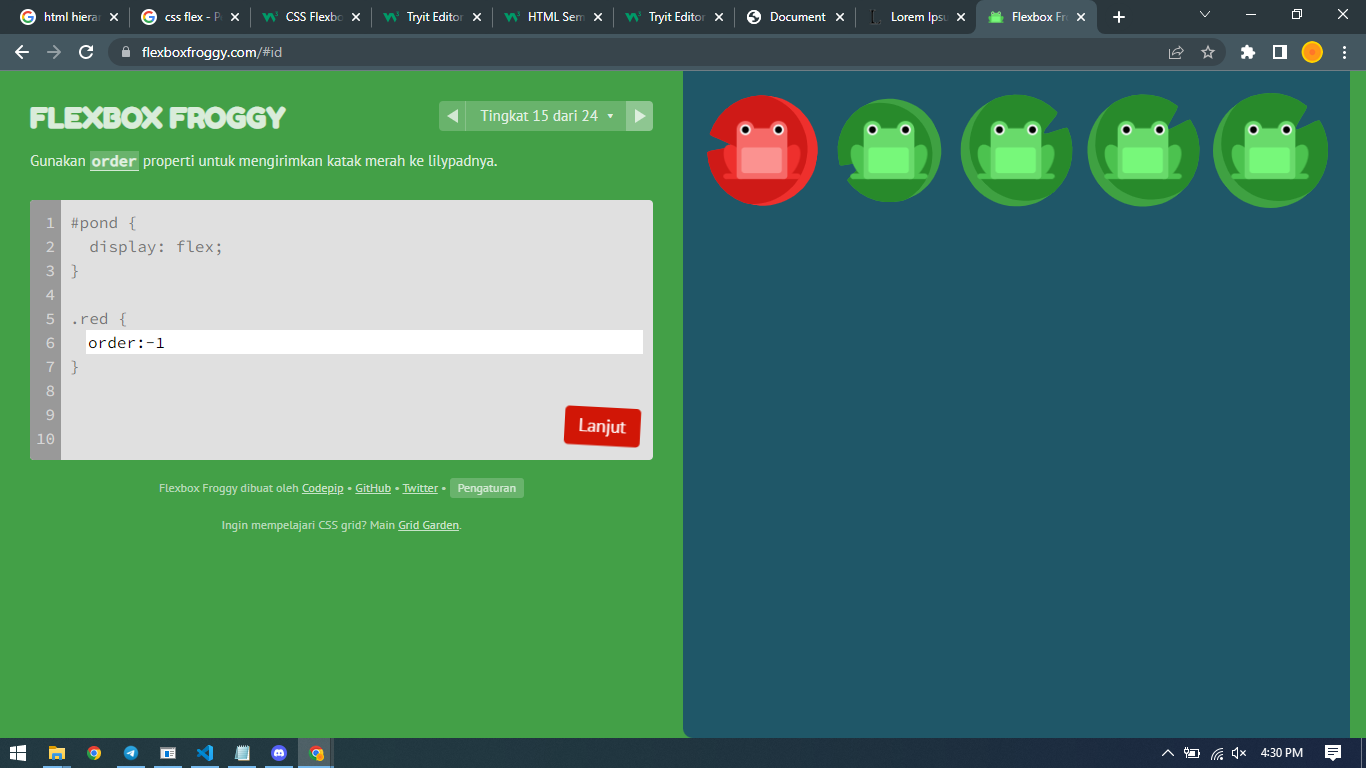 html hierar
css flex - P
CSS Flexbo
Tryit Editor
HTML Sem
Tryit Editor
Document
Lorem Ipsu
Flexbox Fr
flexboxfroggy.com/#id
FLEXBOX FROGGY
Tingkat 15 dari 24
Gunakan order properti untuk mengirimkan katak merah ke lilypadnya.
1 #pond {
2 display: flex;
3 }
4
5 .red {
6 order:-1
7 }
8
9
10
Lanjut
Flexbox Froggy dibuat oleh Codepip • GitHub • Twitter • Pengaturan
Ingin mempelajari CSS grid? Main Grid Garden.
4:30 PM